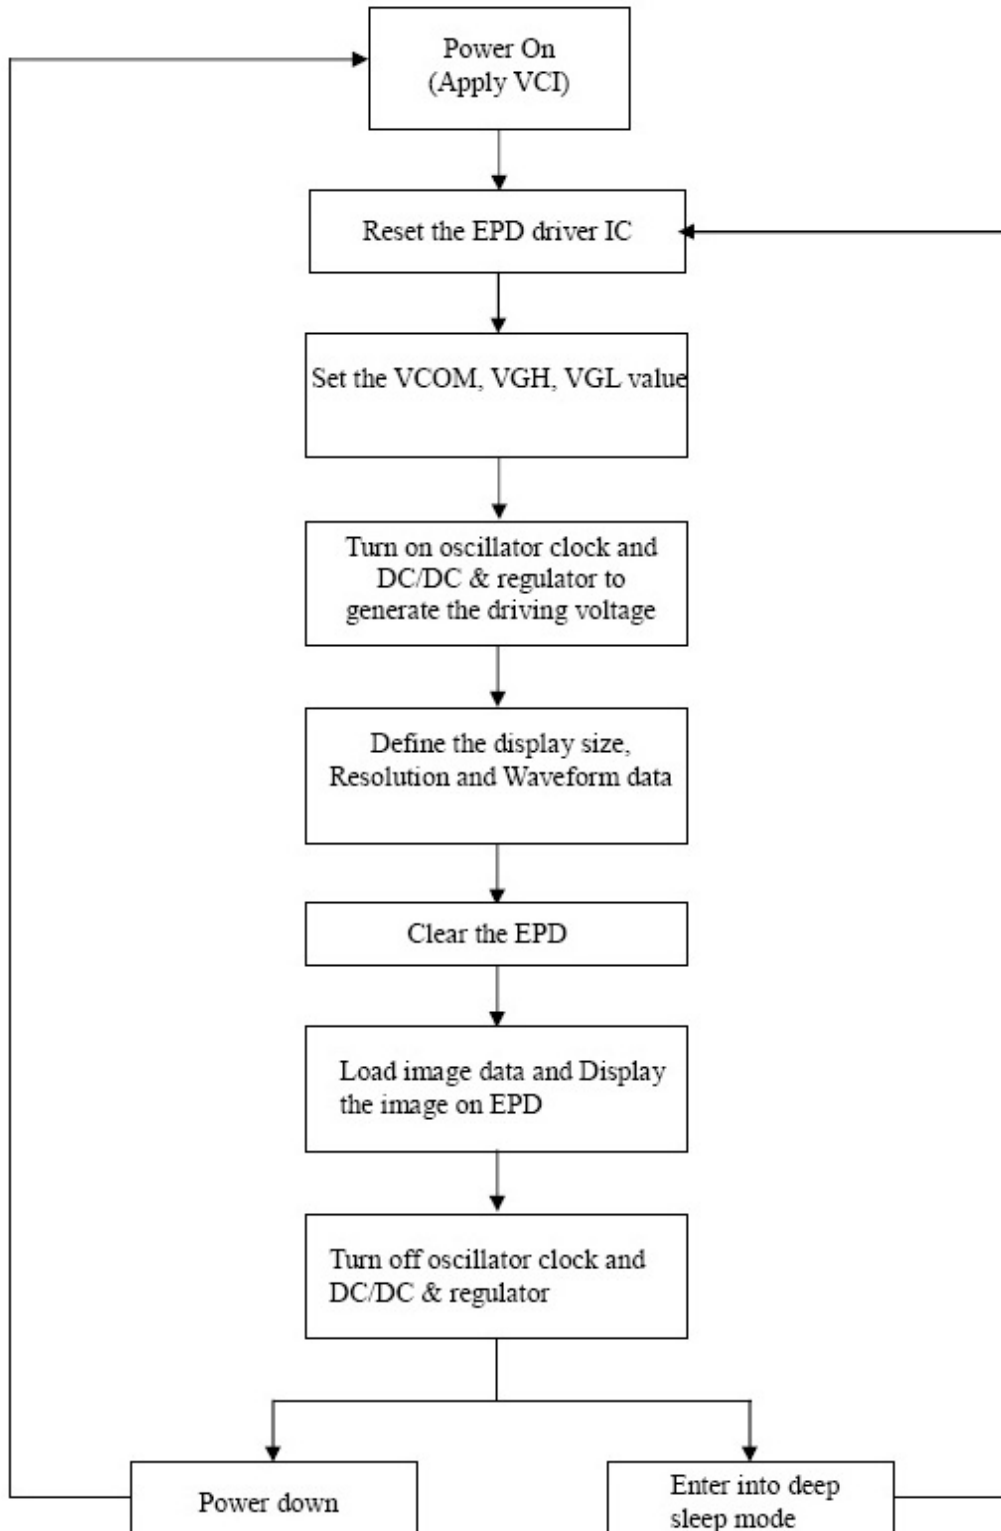 Power On
(Apply VCI)
Reset the EPD driver IC
Set the VCOM, VGH, VGL value
Turn on oscillator clock and
DC/DC & regulator to
generate the driving voltage
Define the display size,
Resolution and Waveform data
Clear the EPD
Load image data and Display
the image on EPD
Turn off oscillator clock and
DC/DC & regulator
Power down
Enter into deep
sleep mode